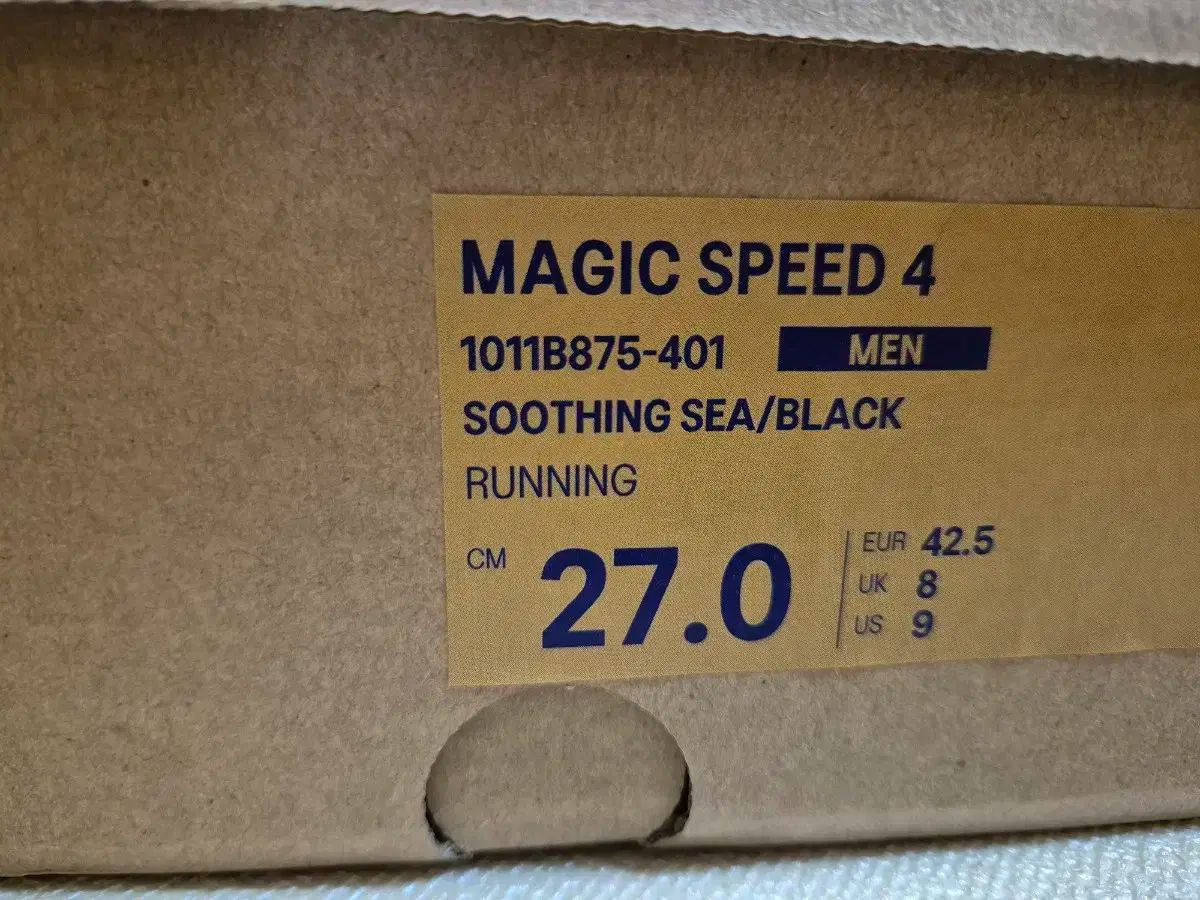 MAGIC SPEED 4
1011B875-401 MEN
SOOTHING SEA/BLACK
RUNNING
CM 27.0
EUR 42.5
UK 8
US 9